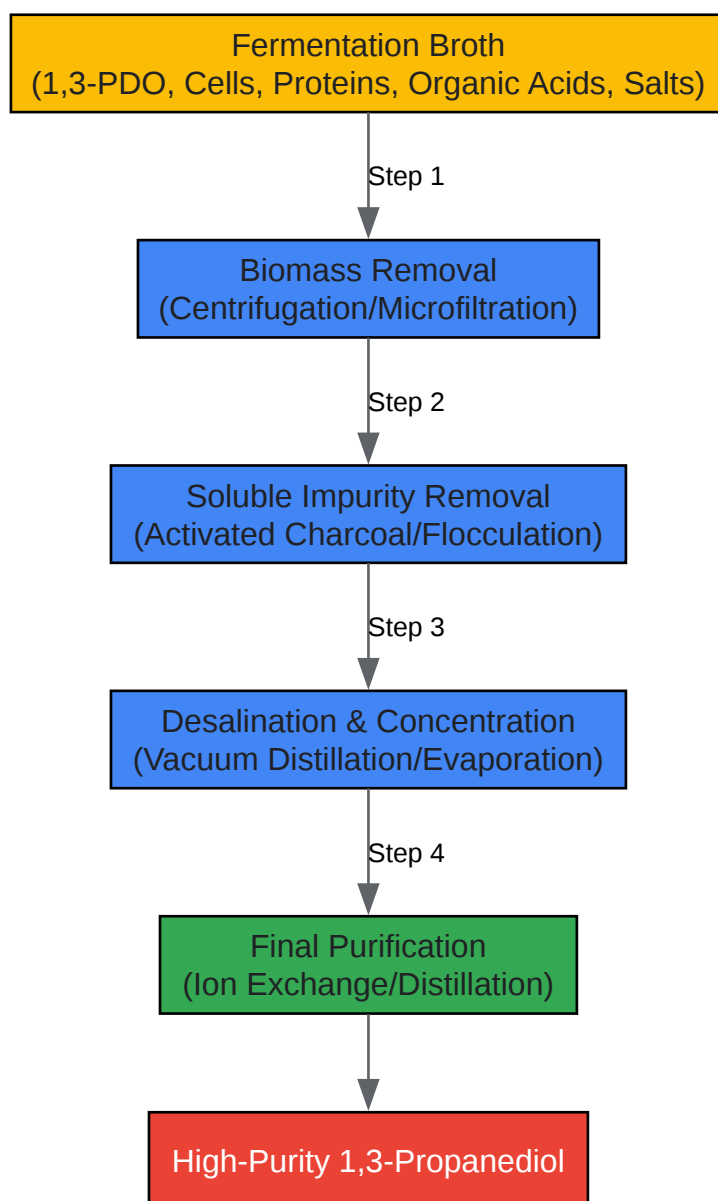 Fermentation Broth
(1,3-PDO, Cells, Proteins, Organic Acids, Salts)
Step 1
Biomass Removal
(Centrifugation/Microfiltration)
Step 2
Soluble Impurity Removal
(Activated Charcoal/Flocculation)
Step 3
Desalination & Concentration
(Vacuum Distillation/Evaporation)
Step 4
Final Purification
(Ion Exchange/Distillation)
High-Purity 1,3-Propanediol